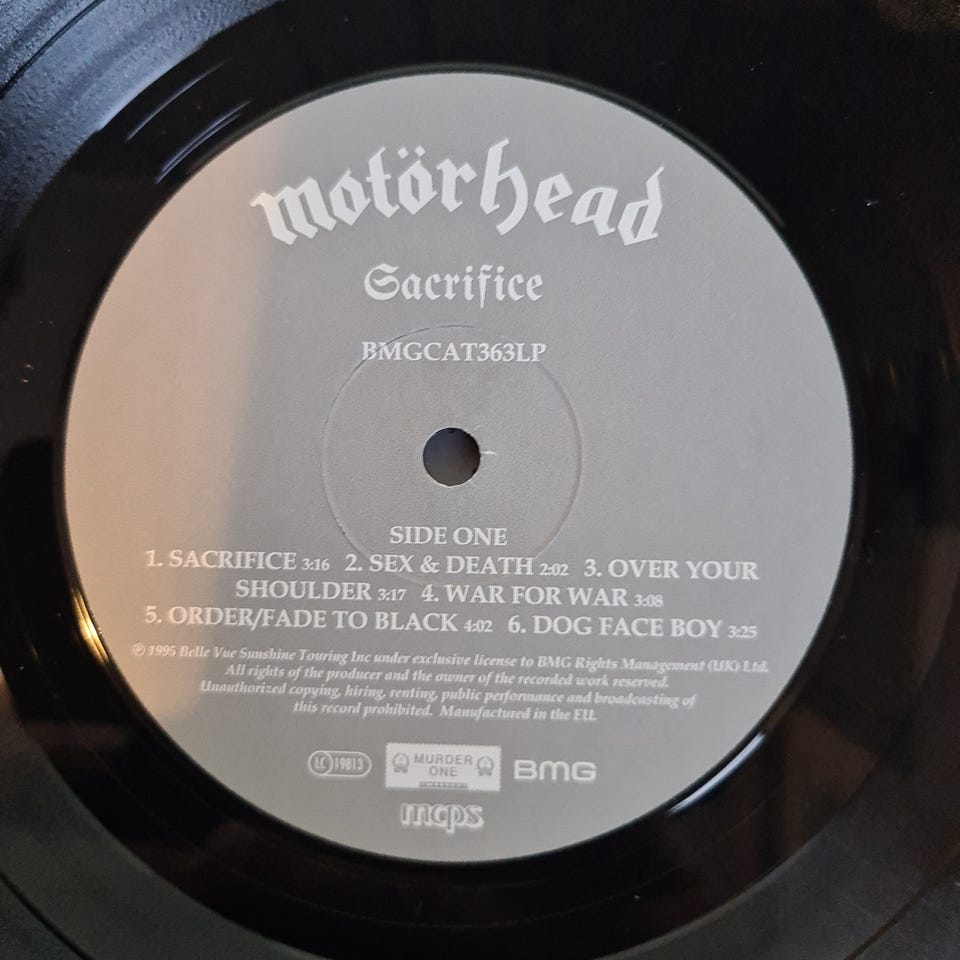 motörhead
Sacrifice
BMGCAT363LP
SIDE ONE
1. SACRIFICE 3:16 2. SEX & DEATH 2:02 3. OVER YOUR
SHOULDER 3:17 4. WAR FOR WAR 3:08
5. ORDER/FADE TO BLACK 4:02 6. DOG FACE BOY 3:25
℗ 1995 Belle Vue Sunshine Touring Inc under exclusive license to BMG Rights Management (UK) Ltd.
All rights of the producer and the owner of the recorded work reserved.
Unauthorized copying, hiring, renting, public performance and broadcasting of
this record prohibited. Manufactured in the EU.
LC 19813
MURDER
ONE
BMG
mcps